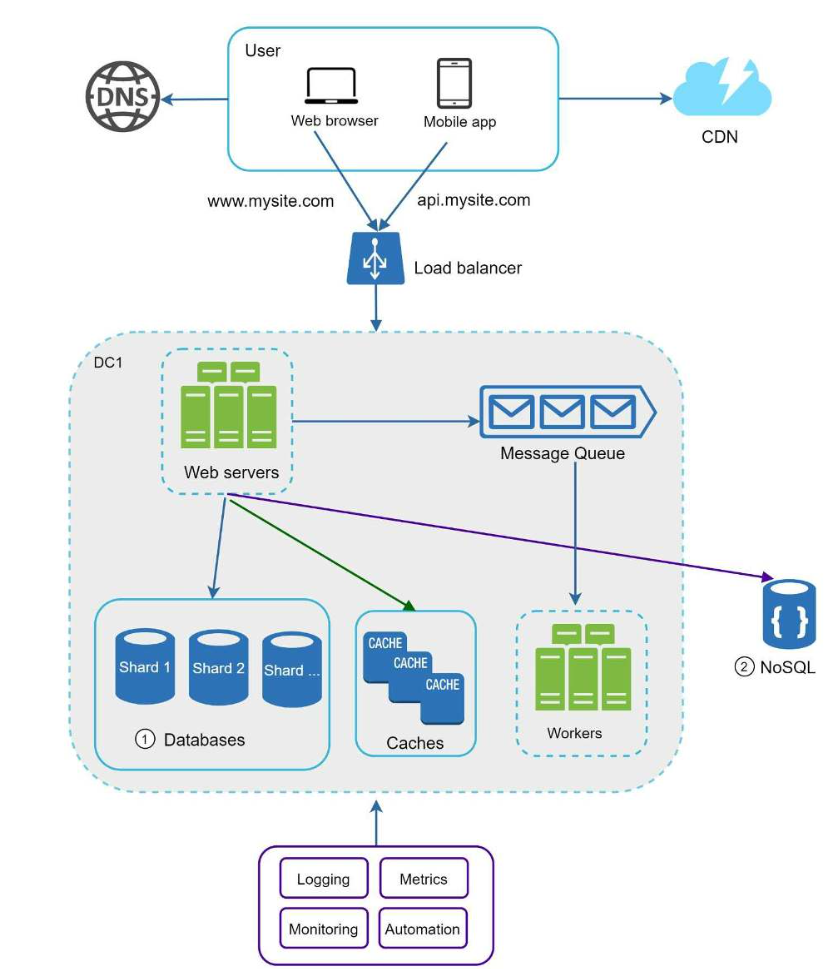 User
DNS
Web browser
Mobile app
CDN
www.mysite.com
api.mysite.com
Load balancer
DC1
Web servers
Message Queue
Shard 1
Shard 2
Shard ...
CACHE
CACHE
CACHE
{ }
① Databases
Caches
Workers
② NoSQL
Logging
Metrics
Monitoring
Automation